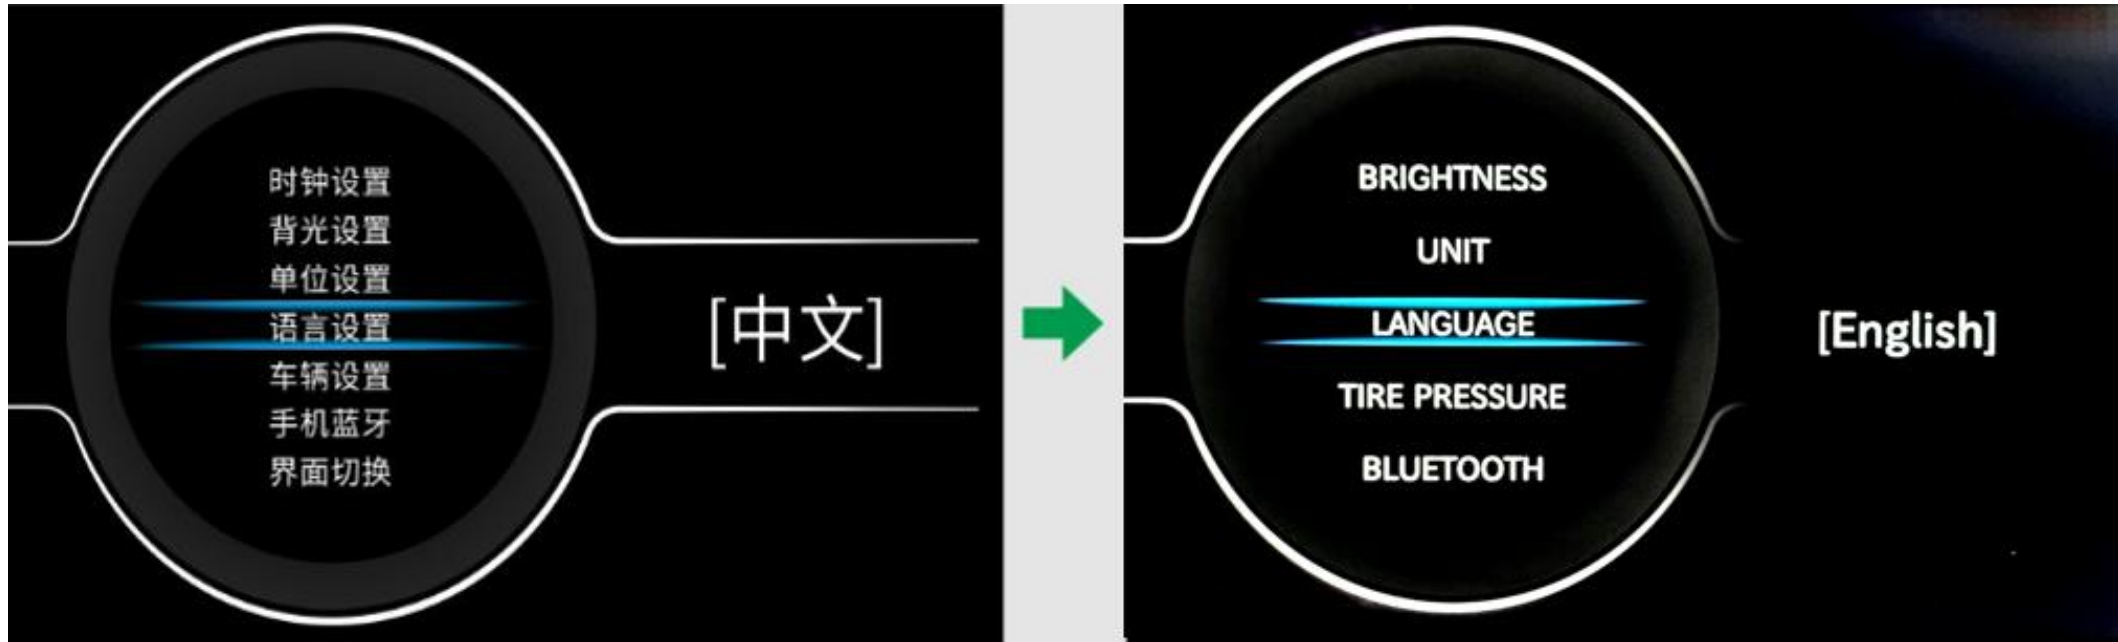 时钟设置
背光设置
单位设置
语言设置
车辆设置
手机蓝牙
界面切换
[中文]
BRIGHTNESS
UNIT
LANGUAGE
TIRE PRESSURE
BLUETOOTH
[English]